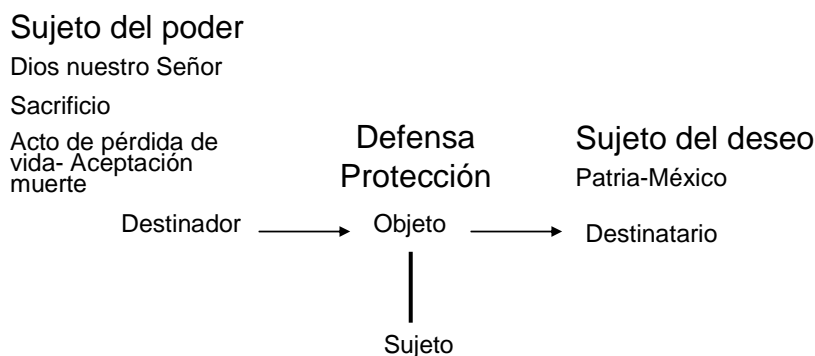 Sujeto del poder
Dios nuestro Señor
Sacrificio
Acto de pérdida de
vida- Aceptación
muerte
Defensa
Protección
Sujeto del deseo
Patria-México
Destinador
Objeto
Destinatario
Sujeto